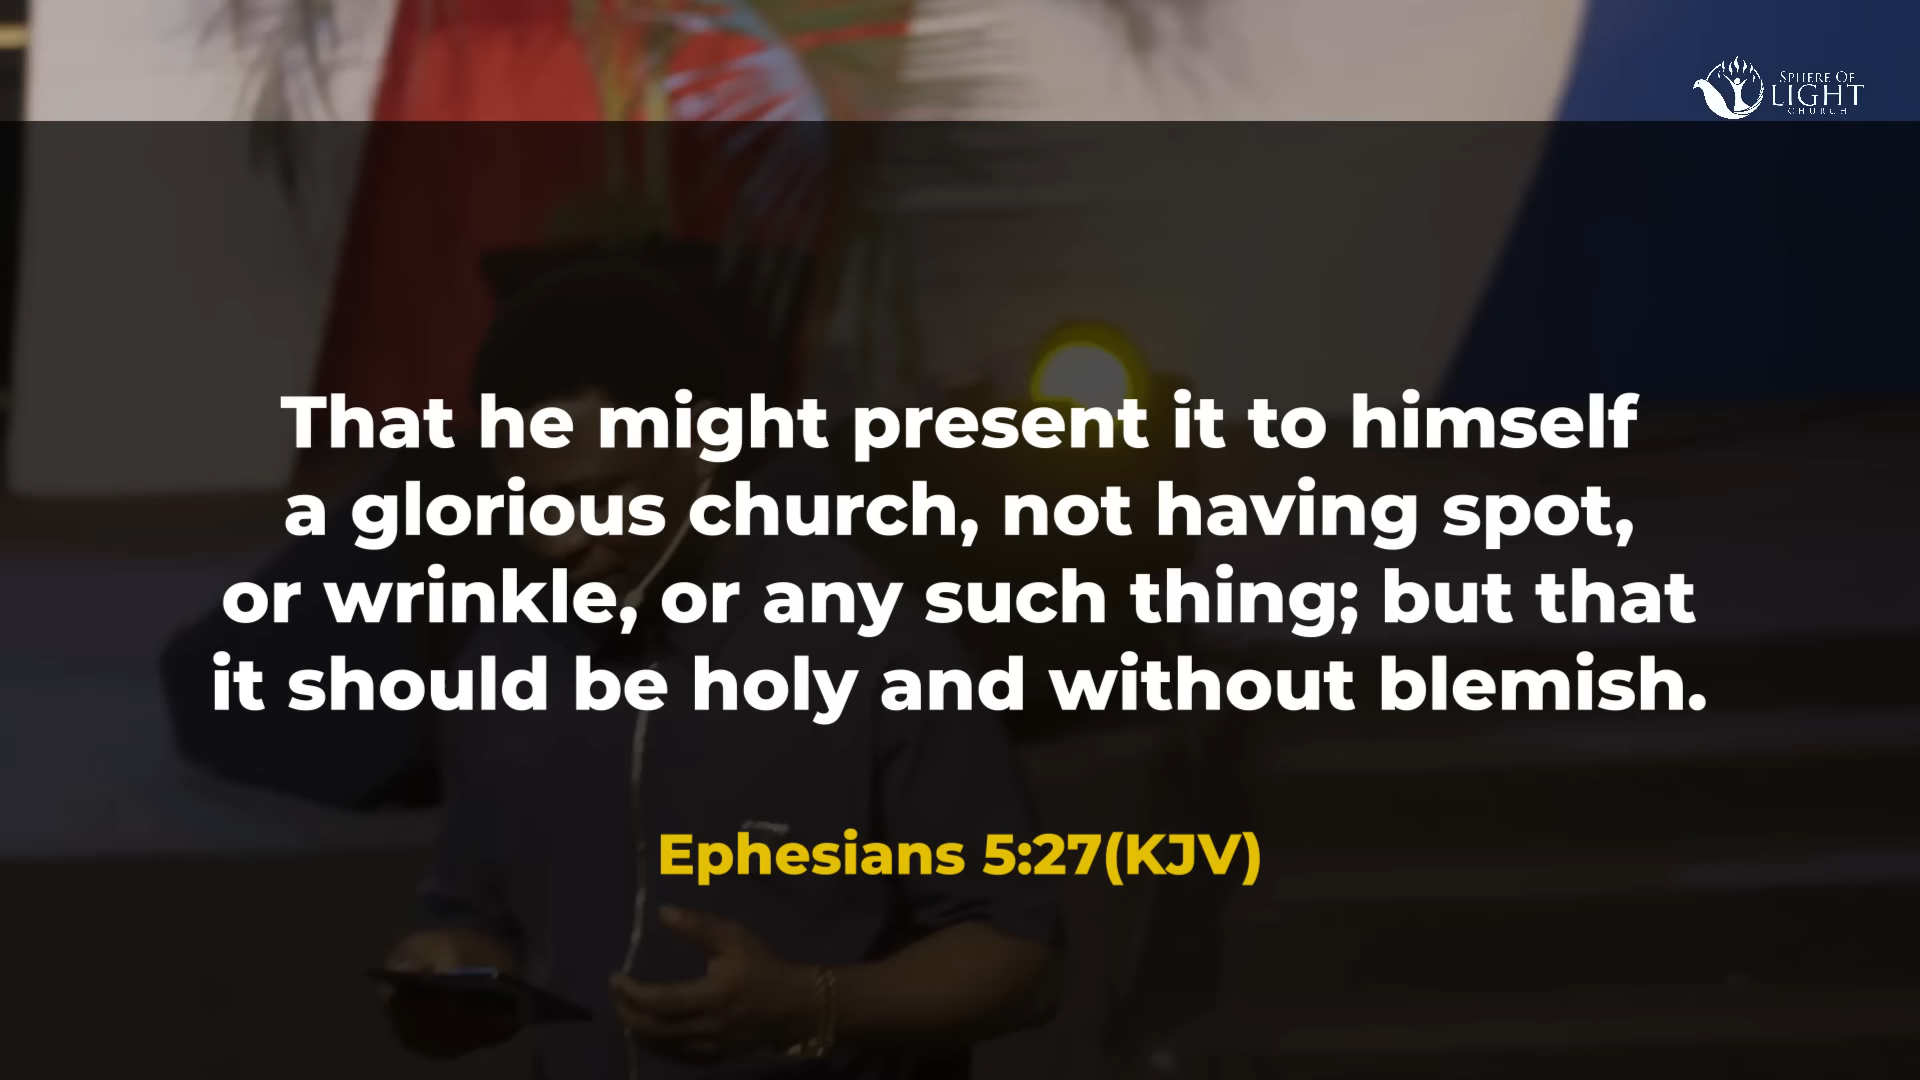 SPHERE OF
LIGHT
CHURCH
That he might present it to himself
a glorious church, not having spot,
or wrinkle, or any such thing; but that
it should be holy and without blemish.
Ephesians 5:27(KJV)